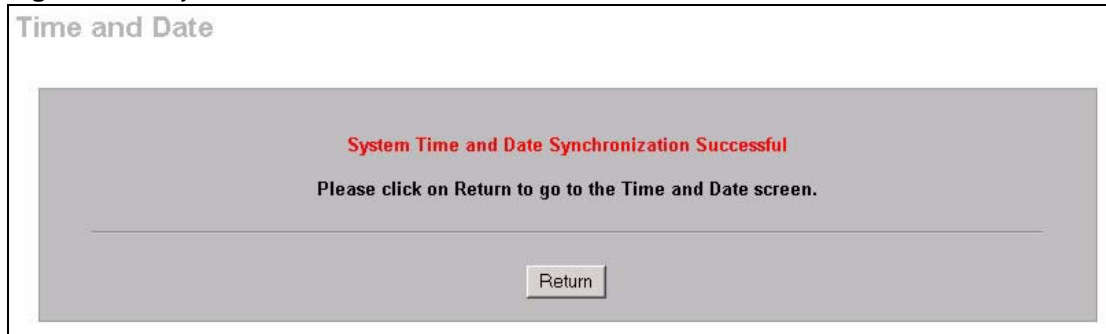 Time and Date
System Time and Date Synchronization Successful
Please click on Return to go to the Time and Date screen.
Return